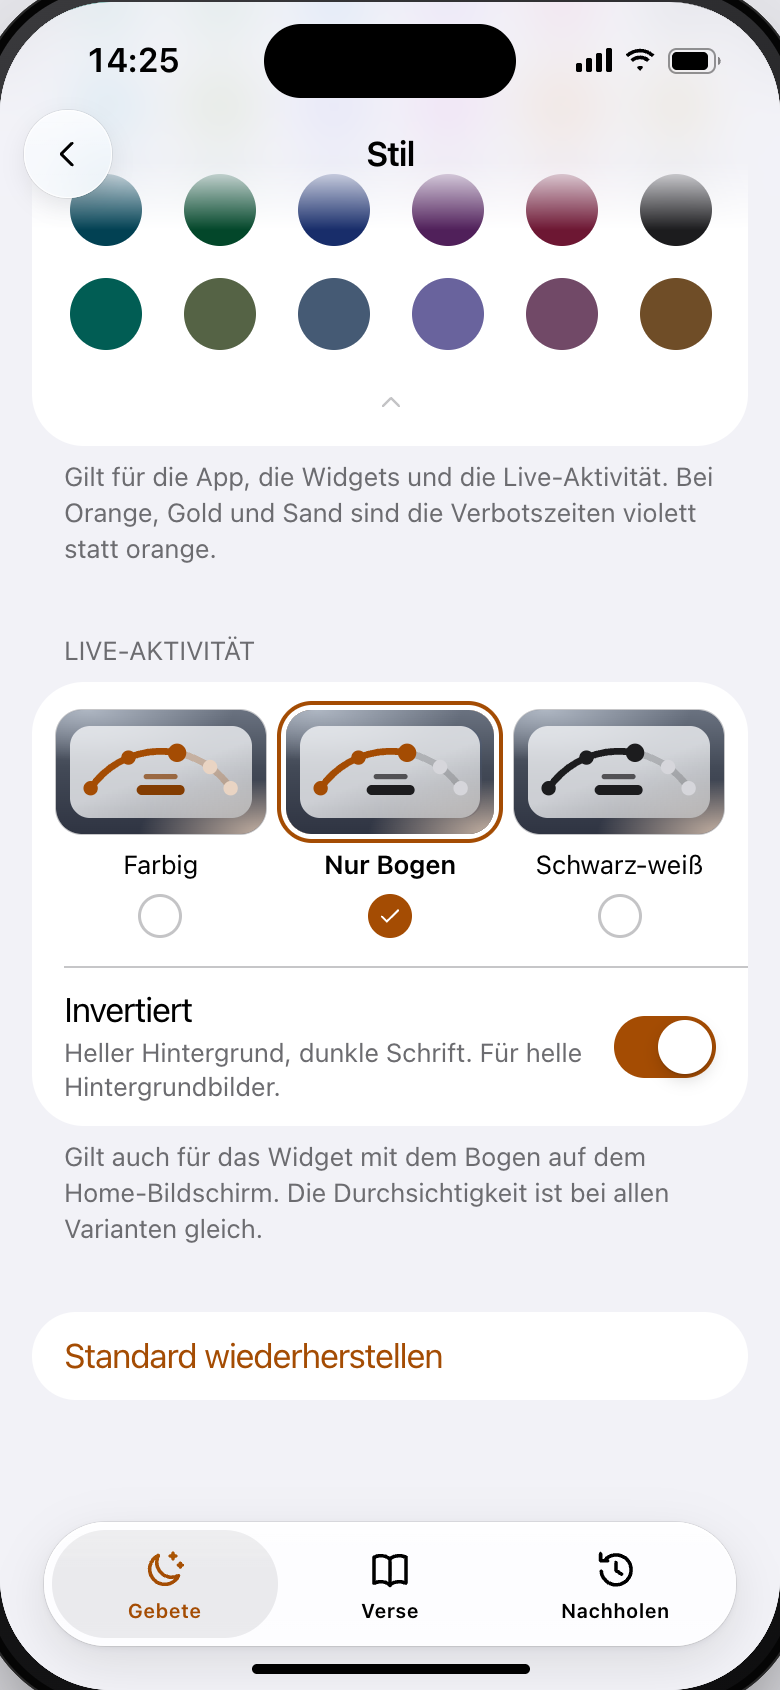 14:25
Stil
Gilt für die App, die Widgets und die Live-Aktivität. Bei
Orange, Gold und Sand sind die Verbotszeiten violett
statt orange.
LIVE-AKTIVITÄT
Farbig
Nur Bogen
Schwarz-weiß
Invertiert
Heller Hintergrund, dunkle Schrift. Für helle
Hintergrundbilder.
Gilt auch für das Widget mit dem Bogen auf dem
Home-Bildschirm. Die Durchsichtigkeit ist bei allen
Varianten gleich.
Standard wiederherstellen
Gebete
Verse
Nachholen